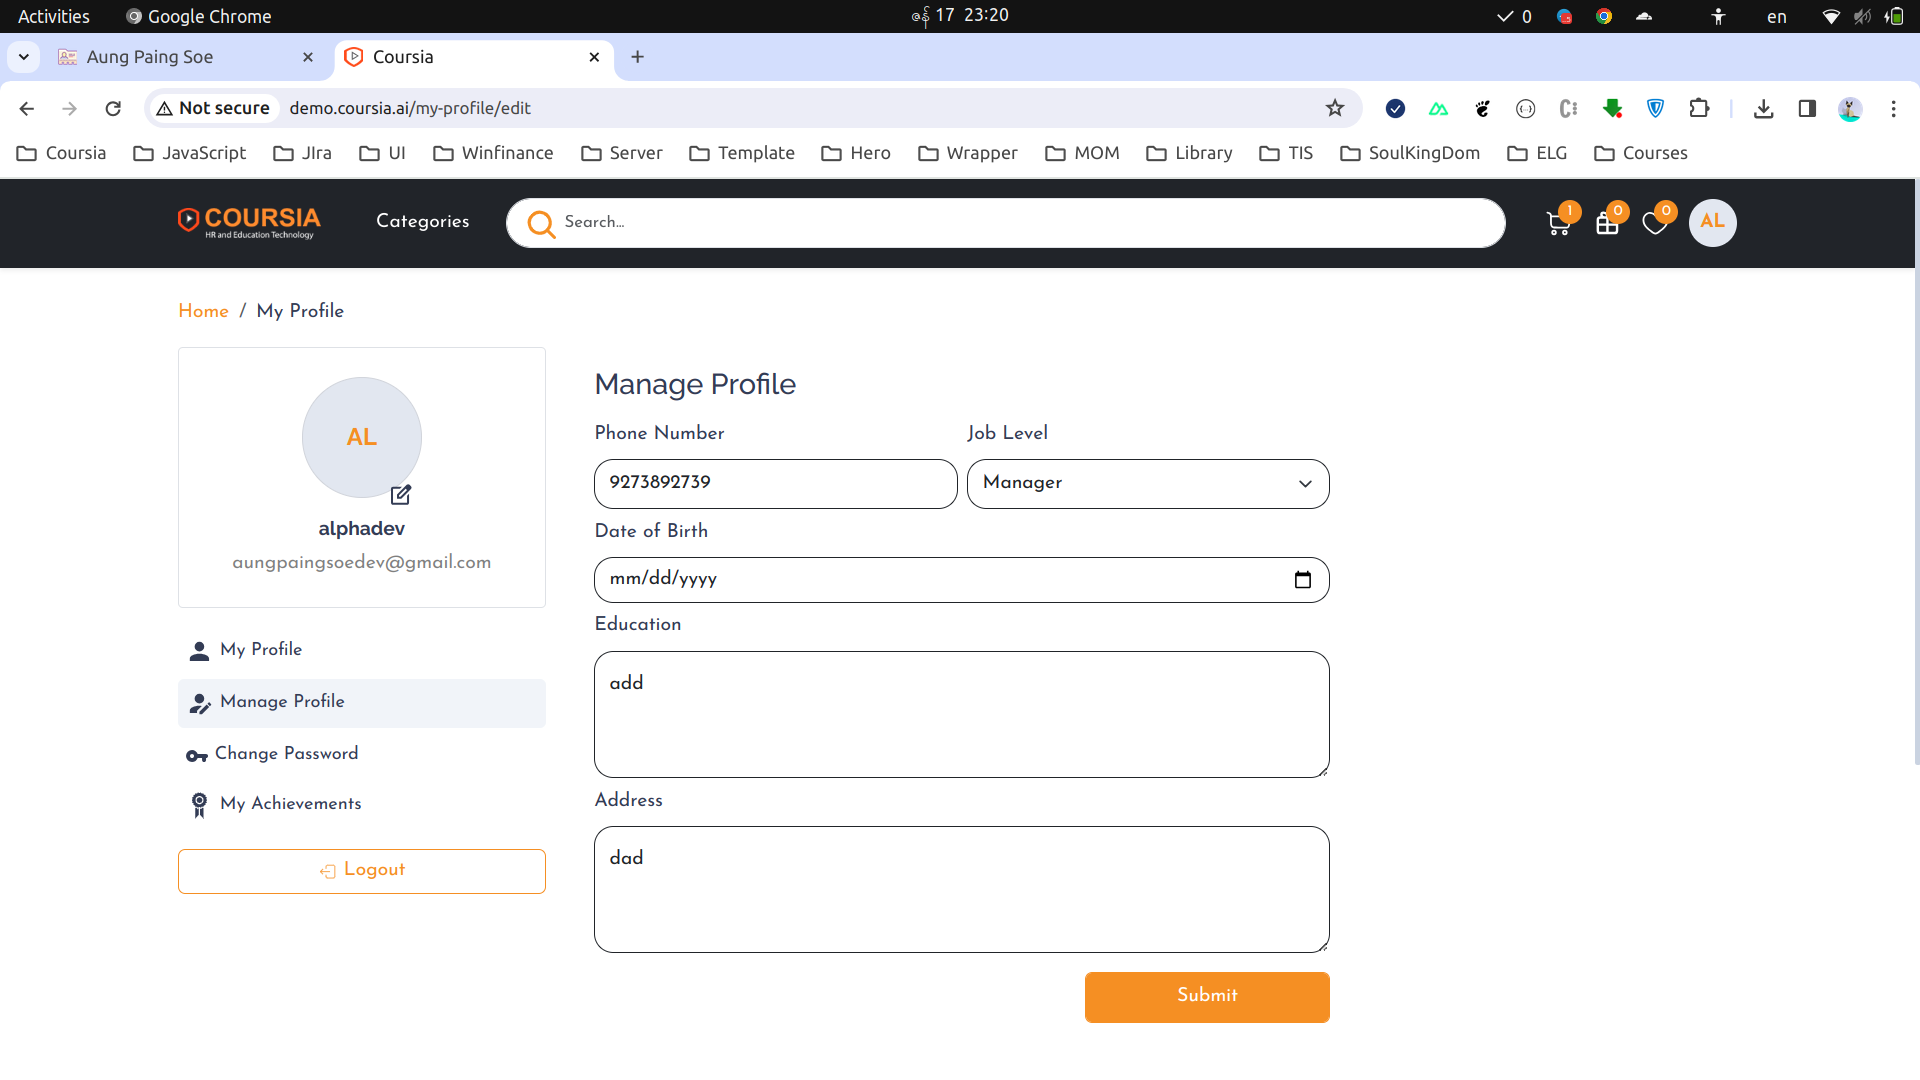 Activities
Google Chrome
ဇန် 17 23:20
0
en
Aung Paing Soe
Coursia
Not secure
demo.coursia.ai/my-profile/edit
Coursia
JavaScript
JIra
UI
Winfinance
Server
Template
Hero
Wrapper
MOM
Library
TIS
SoulKingDom
ELG
Courses
COURSIA
HR and Education Technology
Categories
Search...
1
0
0
AL
Home / My Profile
AL
alphadev
aungpaingsoedev@gmail.com
My Profile
Manage Profile
Change Password
My Achievements
Logout
Manage Profile
Phone Number
Job Level
9273892739
Manager
Date of Birth
mm/dd/yyyy
Education
add
Address
dad
Submit